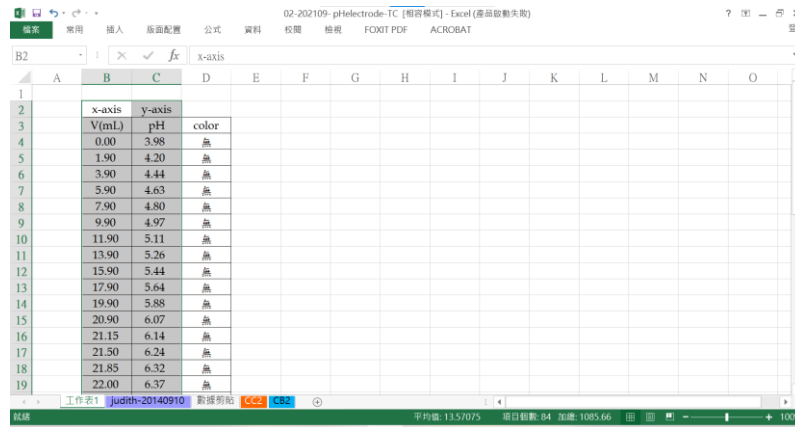 02-202109- pHelectrode-TC [相容模式] - Excel (產品啟動失敗)
檔案 常用 插入 版面配置 公式 資料 校閱 檢視 FOXIT PDF ACROBAT 登
B2 fx x-axis
A B C D E F G H I J K L M N O
1
2 x-axis y-axis
3 V(mL) pH color
4 0.00 3.98 無
5 1.90 4.20 無
6 3.90 4.44 無
7 5.90 4.63 無
8 7.90 4.80 無
9 9.90 4.97 無
10 11.90 5.11 無
11 13.90 5.26 無
12 15.90 5.44 無
13 17.90 5.64 無
14 19.90 5.88 無
15 20.90 6.07 無
16 21.15 6.14 無
17 21.50 6.24 無
18 21.85 6.32 無
19 22.00 6.37 無
工作表1 judith-20140910 數據剪貼 CC2 CB2
就緒 平均值: 13.57075 項目個數: 84 加總: 1085.66 100